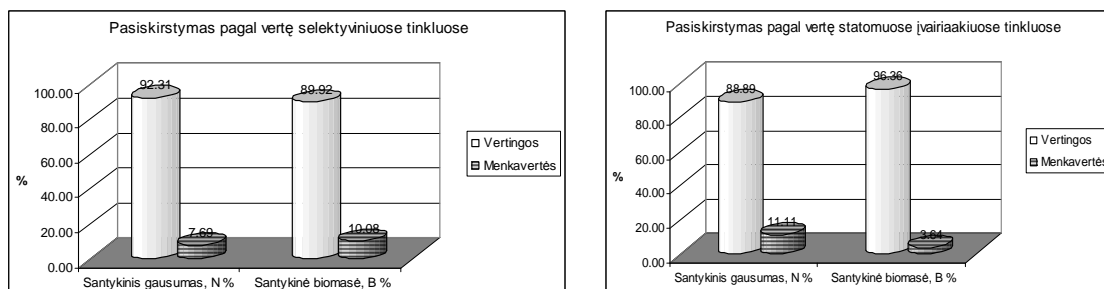 Pasiskirstymas pagal vertę selektyviniuose tinkluose
92.31
89.92
100.00
80.00
60.00
40.00
20.00
0.00
%
7.69
10.08
Santykinis gausumas, N %
Santykinė biomasė, B %
Vertingos
Menkavertės
Pasiskirstymas pagal vertę statomuose įvairiaakiuose tinkluose
88.89
96.36
100.00
80.00
60.00
40.00
20.00
0.00
%
11.11
3.64
Santykinis gausumas, N %
Santykinė biomasė, B %
Vertingos
Menkavertės